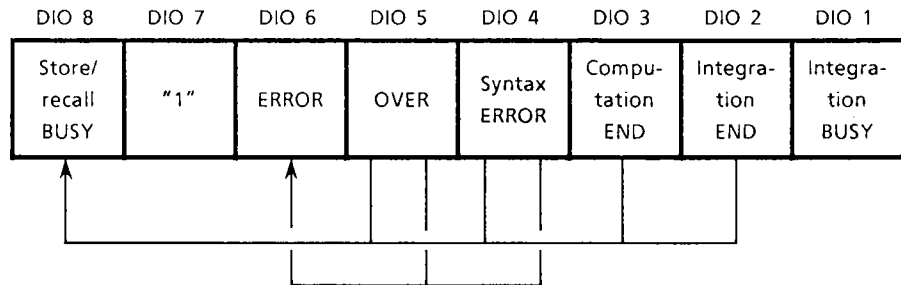 DIO 8 DIO 7 DIO 6 DIO 5 DIO 4 DIO 3 DIO 2 DIO 1
Store/
recall
BUSY
"1"
ERROR
OVER
Syntax
ERROR
Compu-
tation
END
Integra-
tion
END
Integra-
tion
BUSY